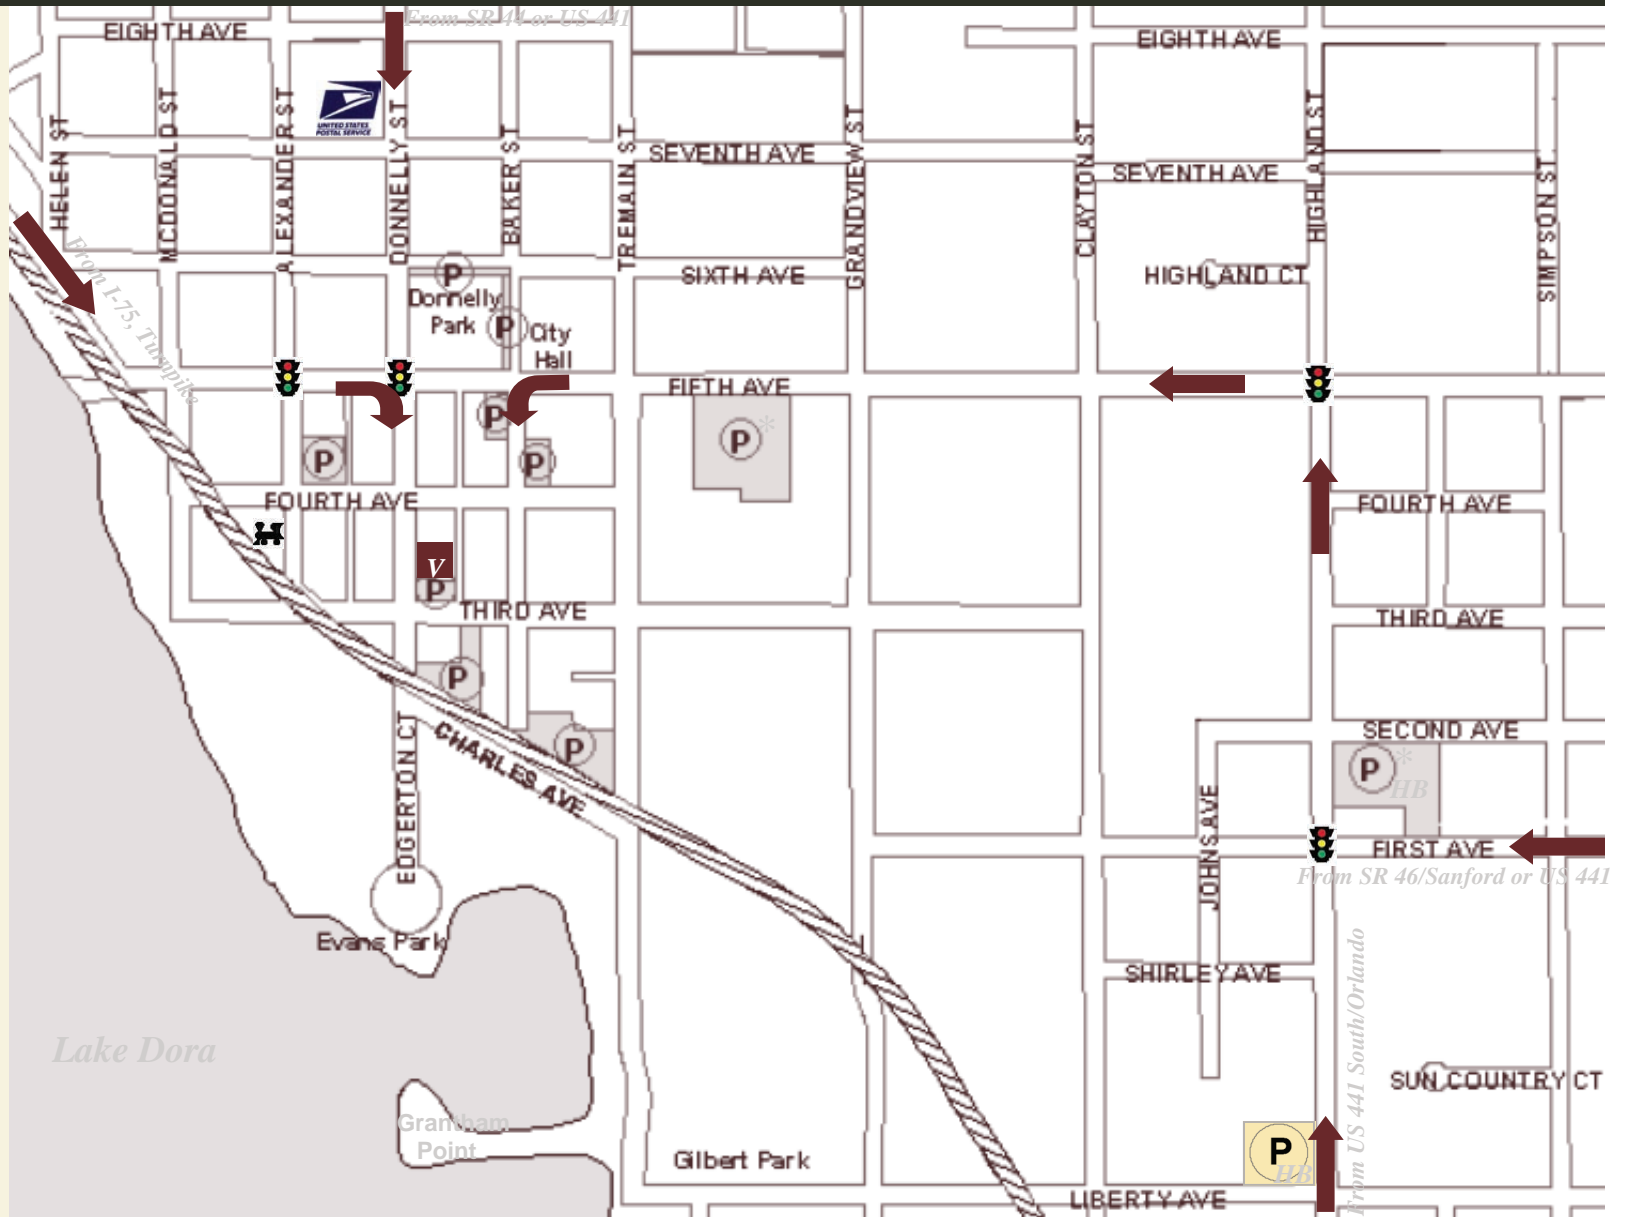 From SR 44 or US 441
EIGHTH AVE
EIGHTH AVE
UNITED STATES
POSTAL SERVICE
HELEN ST
MCDONALD ST
ALEXANDER ST
DONNELLY ST
BAKER ST
TREMAIN ST
GRANDVIEW ST
CLAYTON ST
HIGHLAND ST
SIMPSON ST
SEVENTH AVE
SEVENTH AVE
From I-75, Turnpike
P
Donnelly
Park
P
City
Hall
SIXTH AVE
HIGHLAND CT
FIFTH AVE
P
P
P
P
*
FOURTH AVE
FOURTH AVE
V
P
THIRD AVE
THIRD AVE
P
P
SECOND AVE
P
*
HB
EDGERTON CT
CHARLES AVE
JOHNS AVE
FIRST AVE
From SR 46/Sanford or US 441
Evans Park
SHIRLEY AVE
From US 441 South/Orlando
Lake Dora
SUN COUNTRY CT
Grantham
Point
Gilbert Park
P
HB
LIBERTY AVE